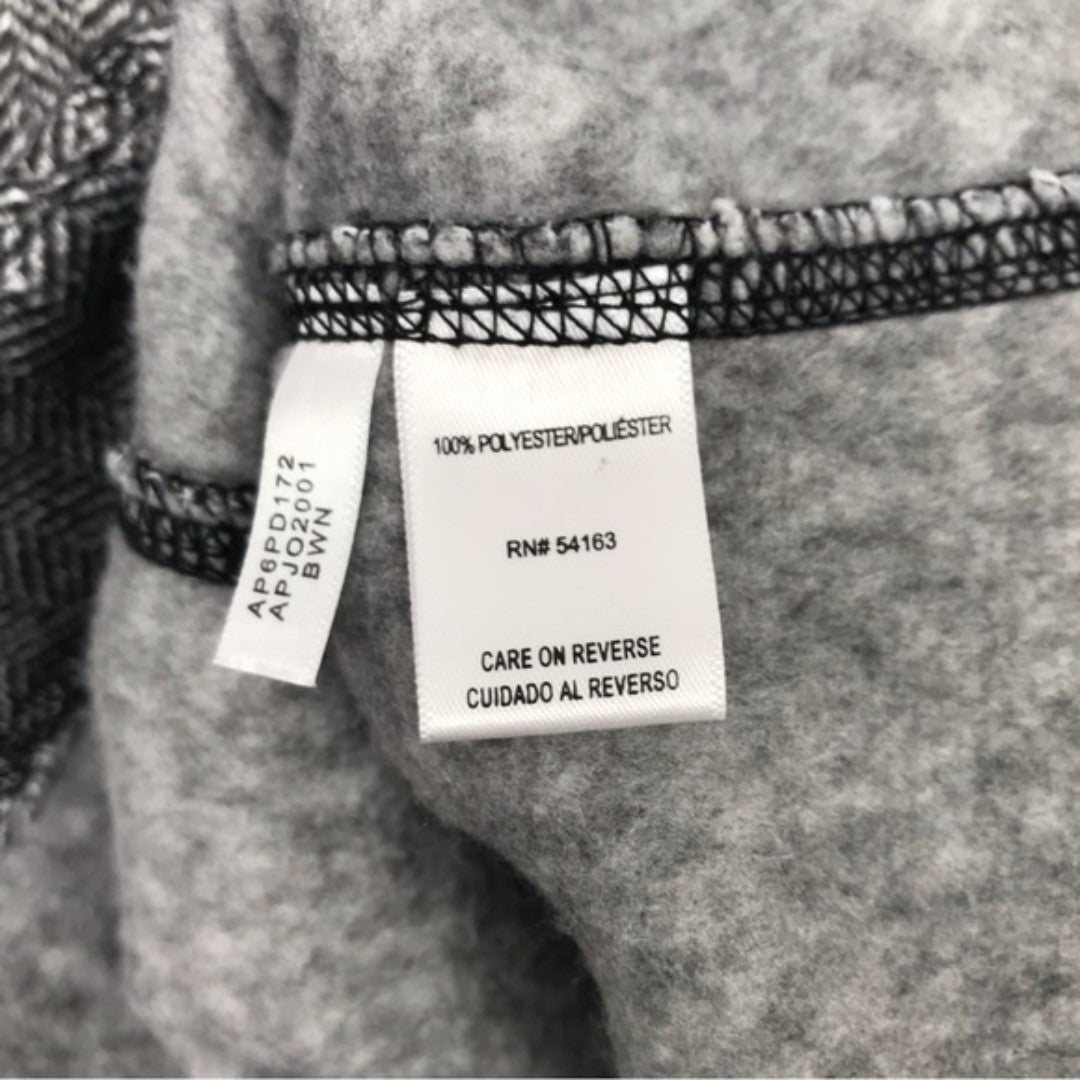 AP6PD172
APJO2001
BWN
100% POLYESTER/POLIÉSTER
RN# 54163
CARE ON REVERSE
CUIDADO AL REVERSO